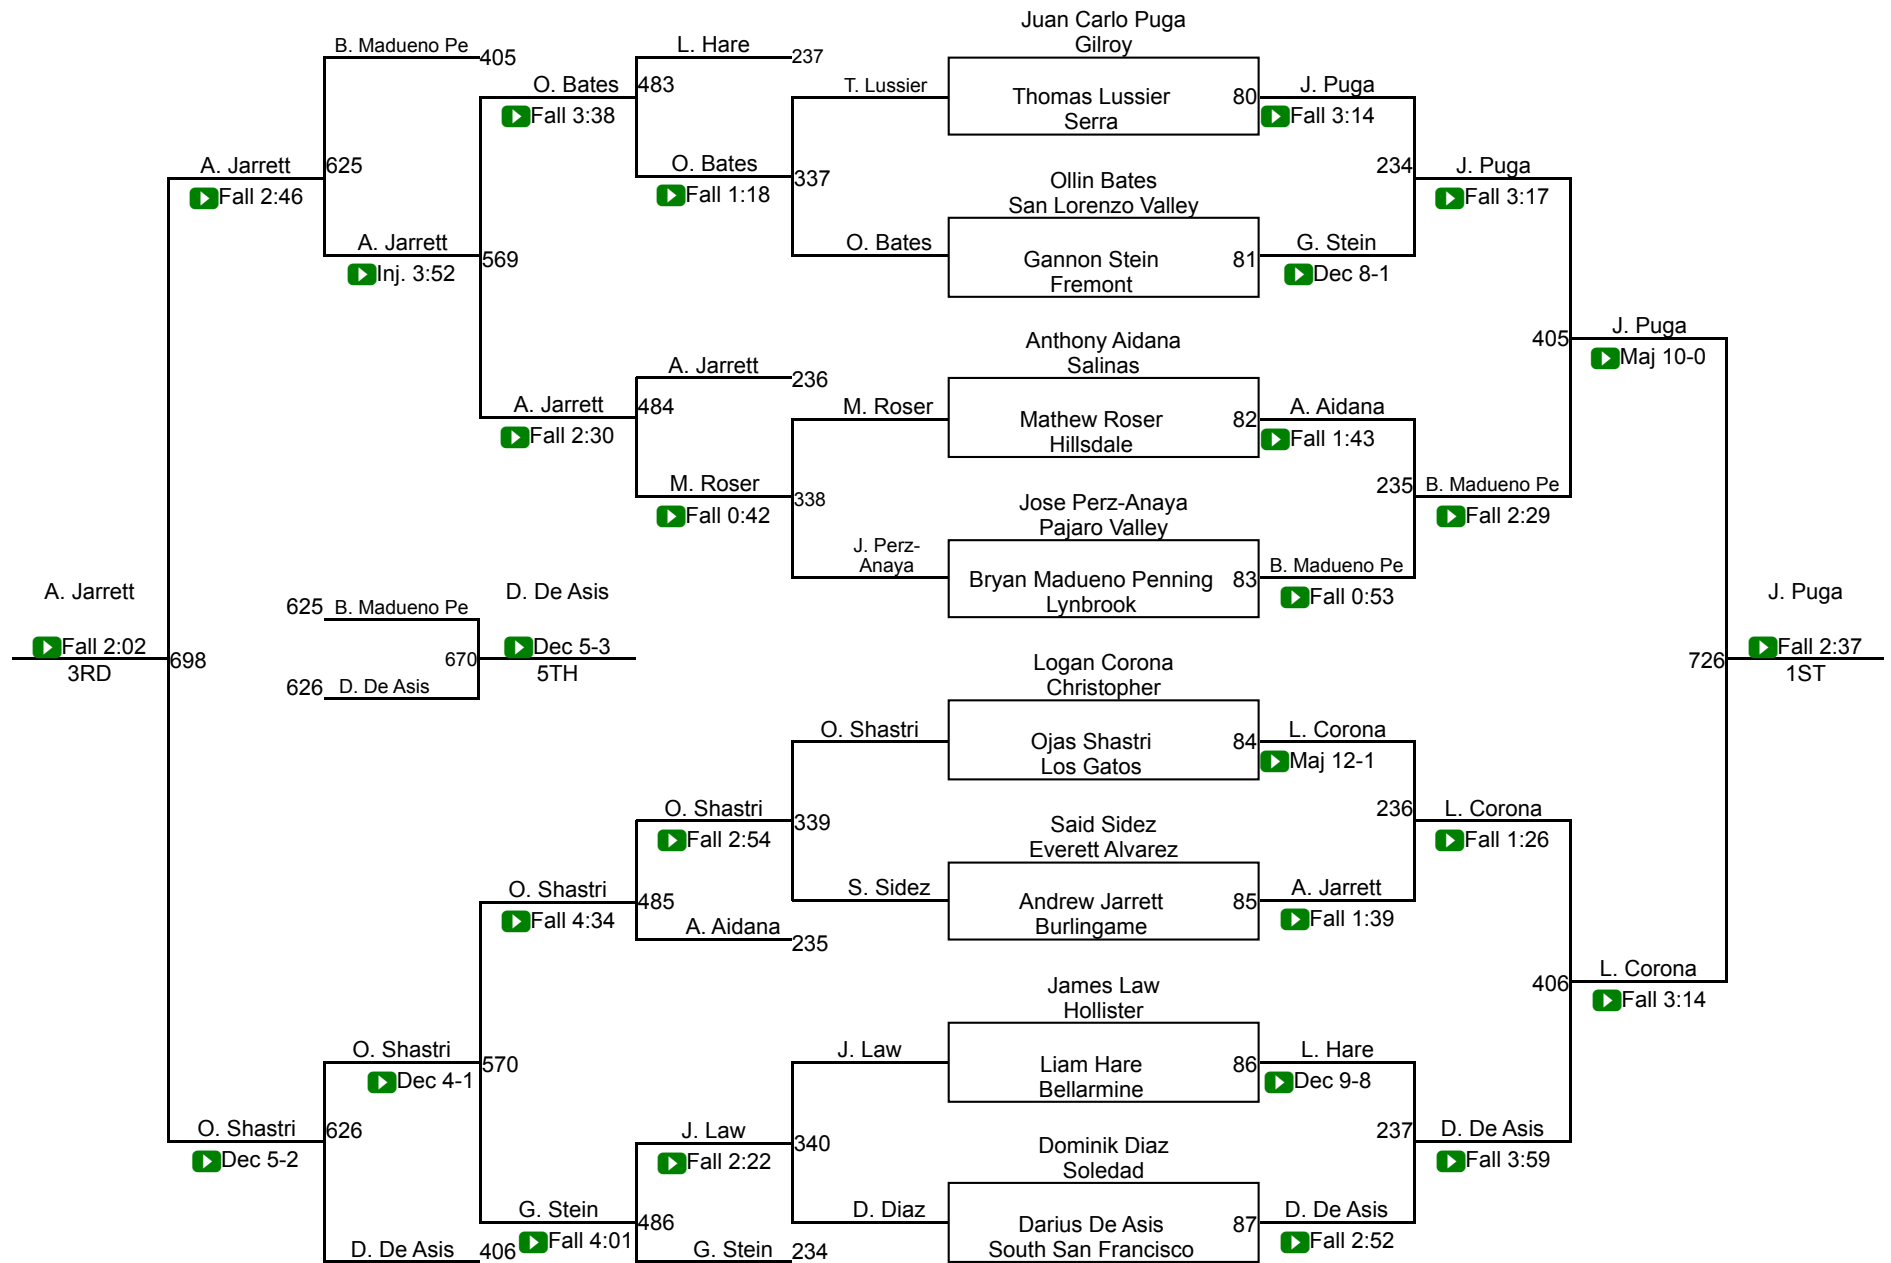 Juan Carlo Puga
Gilroy
B. Madueno Pe
405
L. Hare
237
O. Bates
483
Fall 3:38
T. Lussier
Thomas Lussier
Serra
80
J. Puga
Fall 3:14
A. Jarrett
Fall 2:46
625
O. Bates
Fall 1:18
337
Ollin Bates
San Lorenzo Valley
234
J. Puga
Fall 3:17
A. Jarrett
Inj. 3:52
569
O. Bates
Gannon Stein
Fremont
81
G. Stein
Dec 8-1
Anthony Aidana
Salinas
405
J. Puga
Maj 10-0
A. Jarrett
236
A. Jarrett
484
Fall 2:30
M. Roser
Mathew Roser
Hillsdale
82
A. Aidana
Fall 1:43
M. Roser
Fall 0:42
338
Jose Perz-Anaya
Pajaro Valley
235
B. Madueno Pe
Fall 2:29
J. Perz-
Anaya
Bryan Madueno Penning
Lynbrook
83
B. Madueno Pe
Fall 0:53
A. Jarrett
Fall 2:02
3RD
698
625
B. Madueno Pe
626
D. De Asis
670
D. De Asis
Dec 5-3
5TH
Logan Corona
Christopher
726
J. Puga
Fall 2:37
1ST
O. Shastri
Ojas Shastri
Los Gatos
84
L. Corona
Maj 12-1
O. Shastri
Fall 2:54
339
Said Sidez
Everett Alvarez
236
L. Corona
Fall 1:26
O. Shastri
Fall 4:34
485
S. Sidez
Andrew Jarrett
Burlingame
85
A. Jarrett
Fall 1:39
A. Aidana
235
James Law
Hollister
406
L. Corona
Fall 3:14
O. Shastri
Dec 4-1
570
J. Law
Liam Hare
Bellarmine
86
L. Hare
Dec 9-8
O. Shastri
Dec 5-2
626
J. Law
Fall 2:22
340
Dominik Diaz
Soledad
237
D. De Asis
Fall 3:59
G. Stein
Fall 4:01
486
D. Diaz
Darius De Asis
South San Francisco
87
D. De Asis
Fall 2:52
D. De Asis
406
G. Stein
234